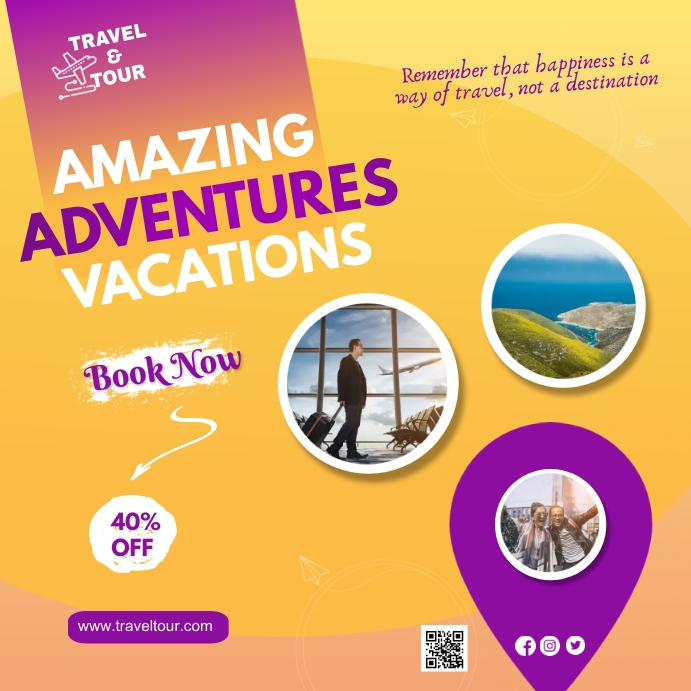 TRAVEL
&
TOUR
Remember that happiness is a
way of travel, not a destination
AMAZING
ADVENTURES
VACATIONS
Book Now
40%
OFF
www.traveltour.com